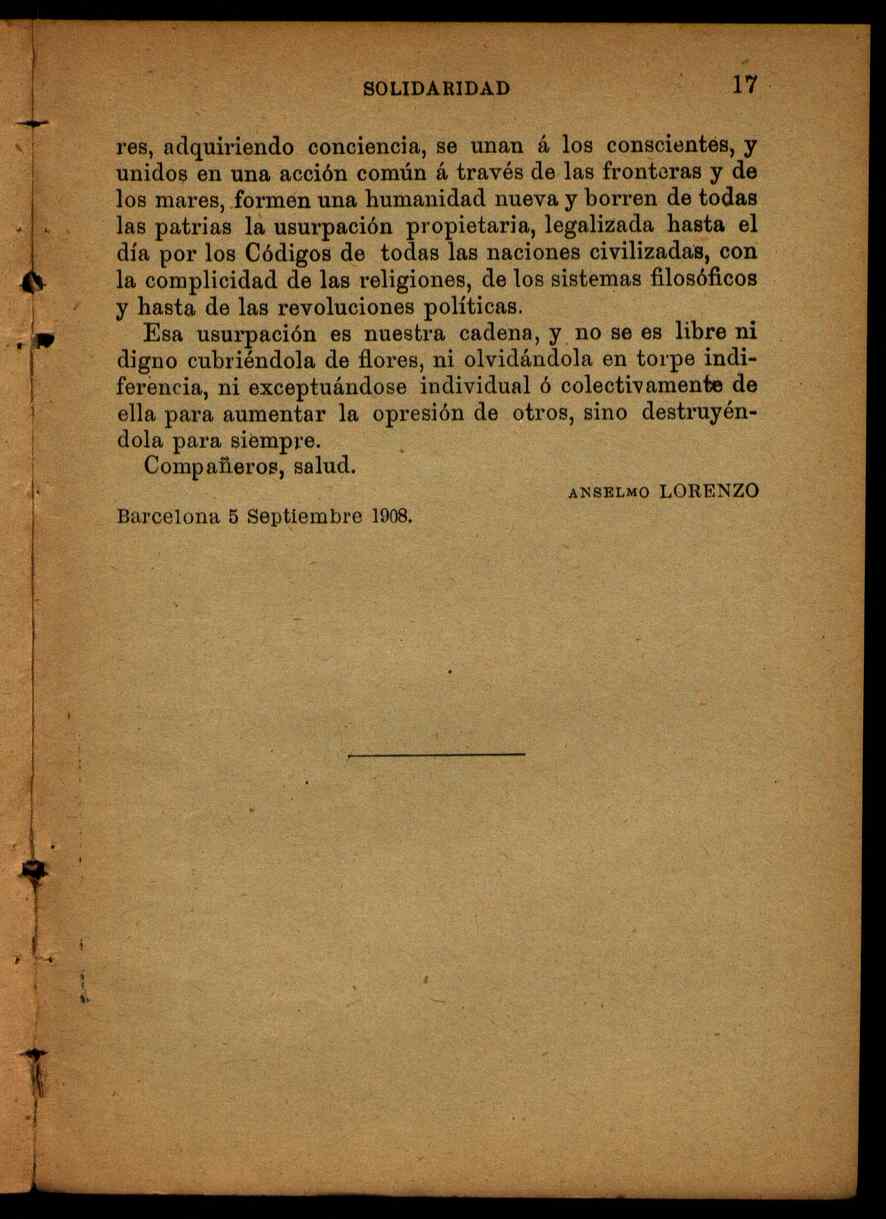 SOLIDARIDAD 17
res, adquiriendo conciencia, se unan á los conscientes, y
unidos en una acción común á través de las fronteras y de
los mares, formen una humanidad nueva y borren de todas
las patrias la usurpación propietaria, legalizada hasta el
día por los Códigos de todas las naciones civilizadas, con
la complicidad de las religiones, de los sistemas filosóficos
y hasta de las revoluciones políticas.
Esa usurpación es nuestra cadena, y no se es libre ni
digno cubriéndola de flores, ni olvidándola en torpe indi-
ferencia, ni exceptuándose individual ó colectivamente de
ella para aumentar la opresión de otros, sino destruyén-
dola para siempre.
Compañeros, salud.
ANSELMO LORENZO
Barcelona 5 Septiembre 1908.